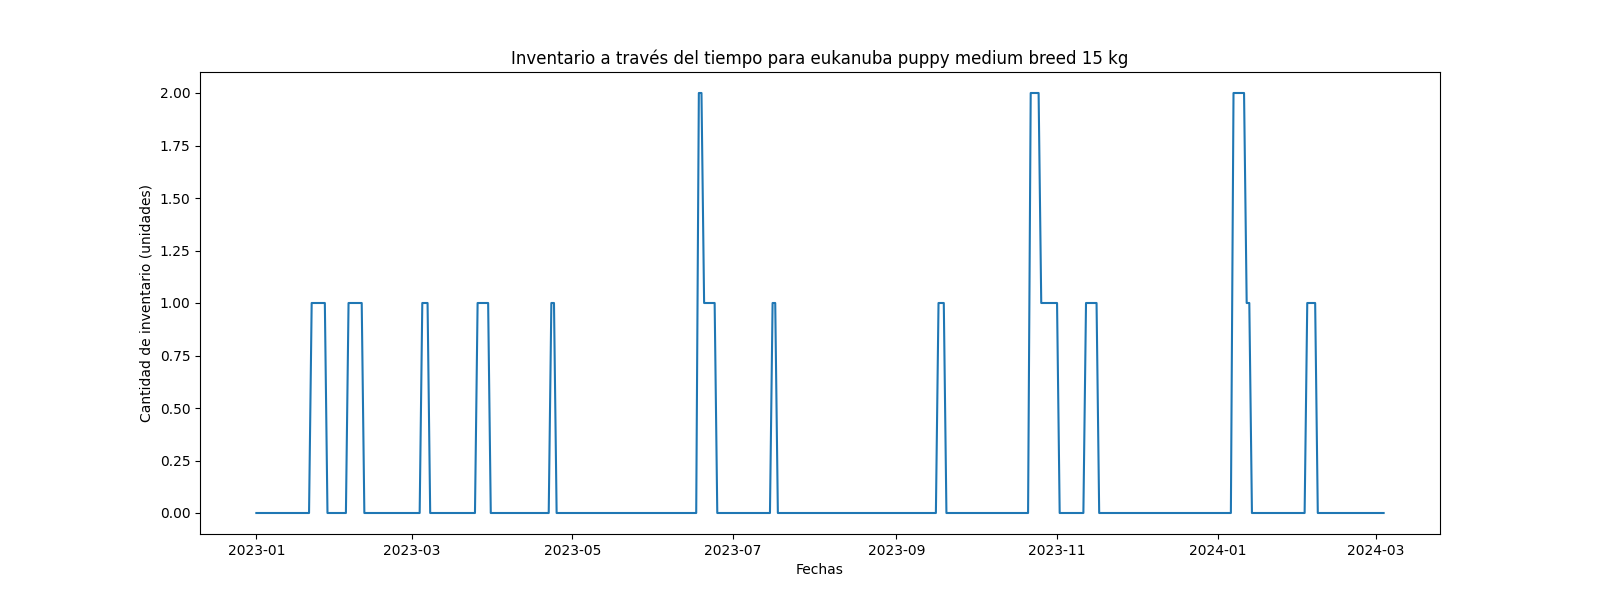 Inventario a través del tiempo para eukanuba puppy medium breed 15 kg
Cantidad de inventario (unidades)
2.00
1.75
1.50
1.25
1.00
0.75
0.50
0.25
0.00
2023-01 2023-03 2023-05 2023-07 2023-09 2023-11 2024-01 2024-03
Fechas